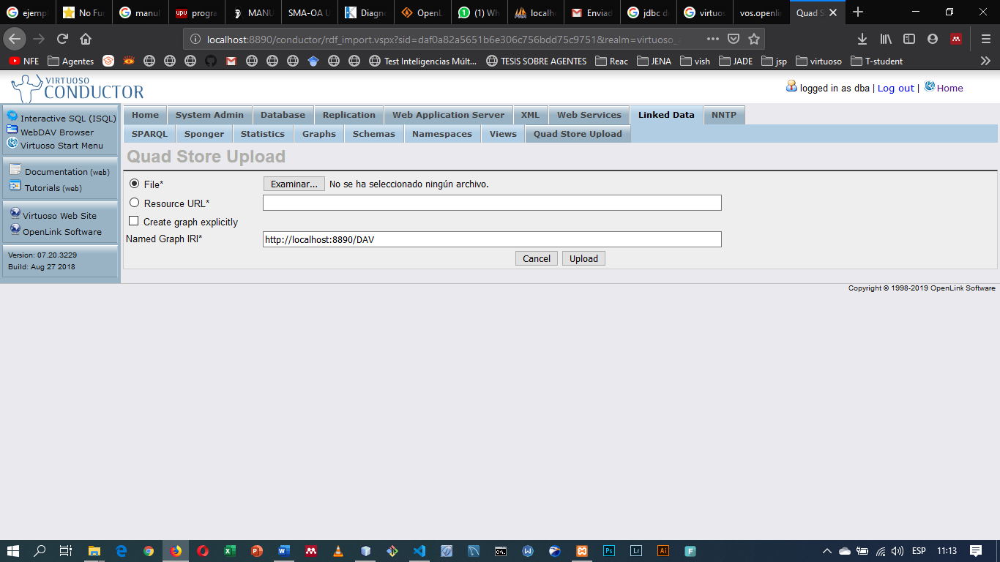 ejemp No Fu manu upu progra MANU SMA-OA U Diagno OpenL (1) Wh localh Enviad jdbc d virtuos vos.openlin Quad S
localhost:8890/conductor/rdf_import.vspx?sid=daf0a82a5651b6e306c756bdd75c9751&realm=virtuoso_
NFE Agentes Test Inteligencias Múlt... TESIS SOBRE AGENTES Reac JENA vish JADE jsp virtuoso T-student
VIRTUOSO
CONDUCTOR
logged in as dba | Log out | Home
Interactive SQL (ISQL)
WebDAV Browser
Virtuoso Start Menu
Documentation (web)
Tutorials (web)
Virtuoso Web Site
OpenLink Software
Version: 07.20.3229
Build: Aug 27 2018
Home System Admin Database Replication Web Application Server XML Web Services Linked Data NNTP
SPARQL Sponger Statistics Graphs Schemas Namespaces Views Quad Store Upload
Quad Store Upload
File* Examinar... No se ha seleccionado ningún archivo.
Resource URL*
Create graph explicitly
Named Graph IRI* http://localhost:8890/DAV
Cancel Upload
Copyright © 1998-2019 OpenLink Software
ESP 11:13